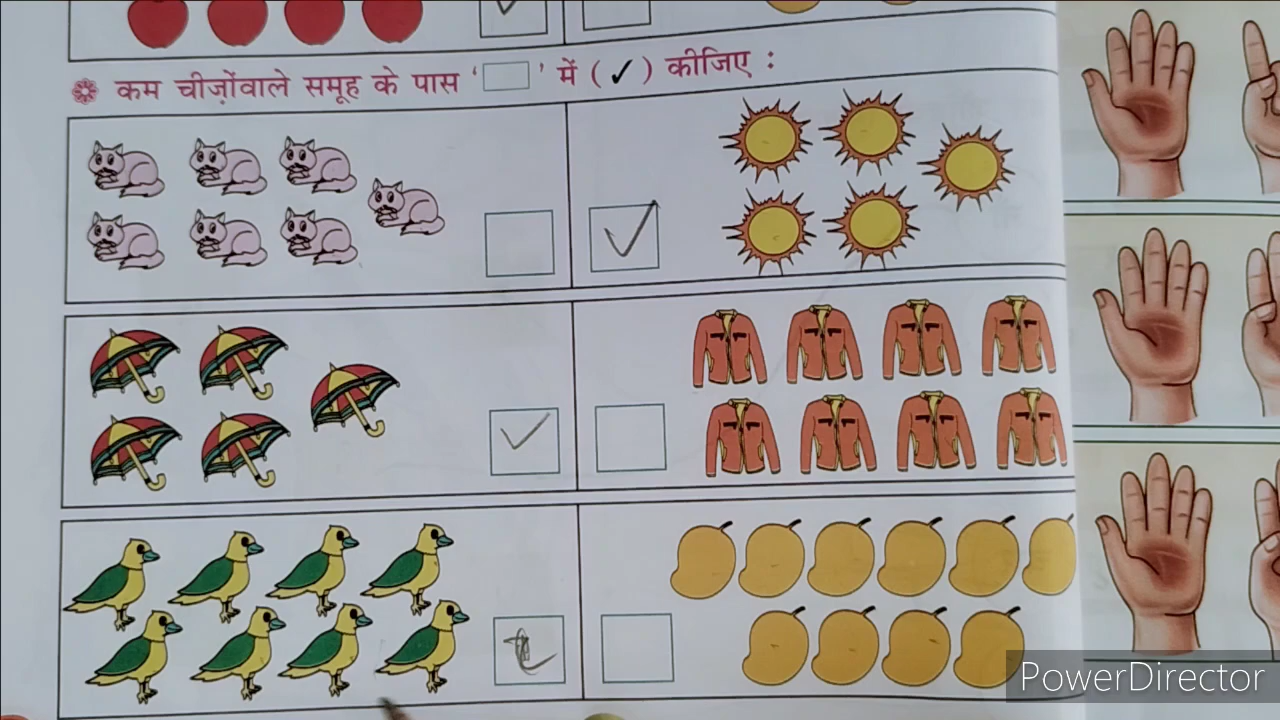 कम चीज़ोंवाले समूह के पास ' ' में (✓) कीजिए :
PowerDirector